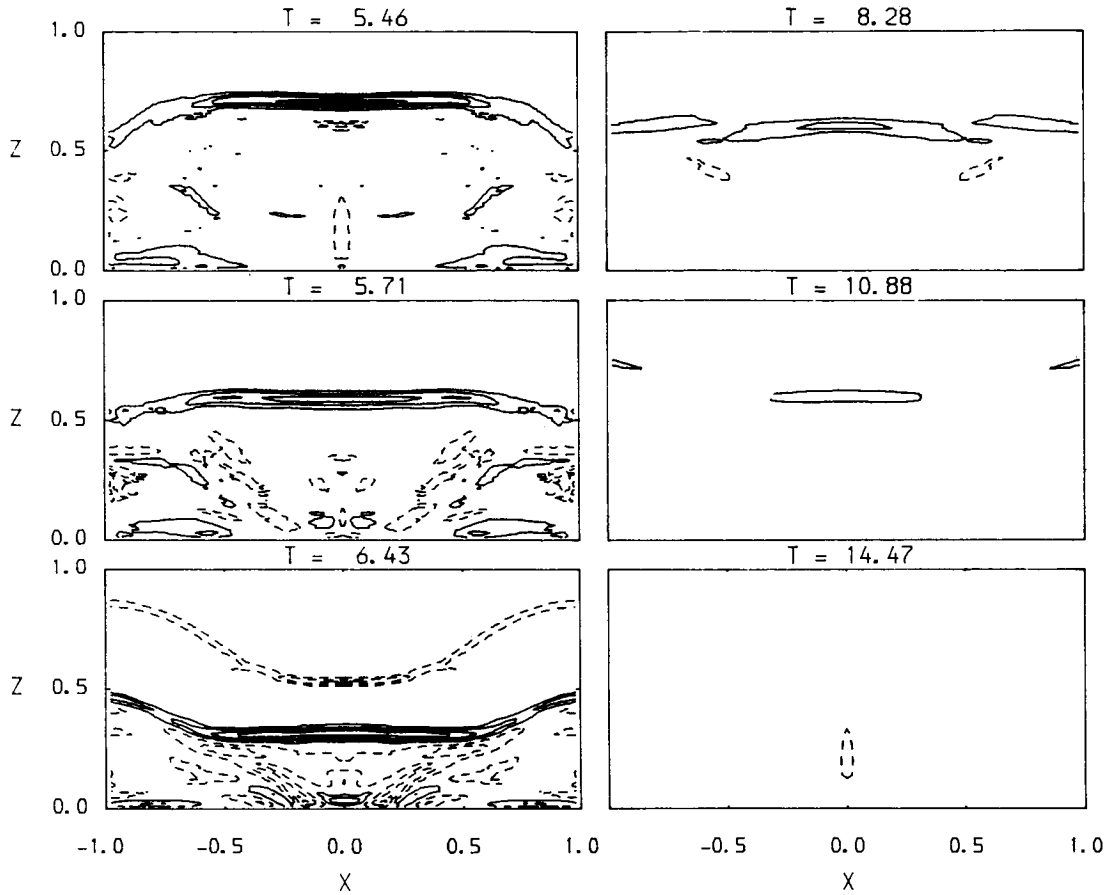 T = 5.46
T = 8.28
1.0
Z 0.5
0.0
T = 5.71
T = 10.88
1.0
Z 0.5
0.0
T = 6.43
T = 14.47
1.0
Z 0.5
0.0
-1.0 -0.5 0.0 0.5 1.0
-0.5 0.0 0.5 1.0
X
X